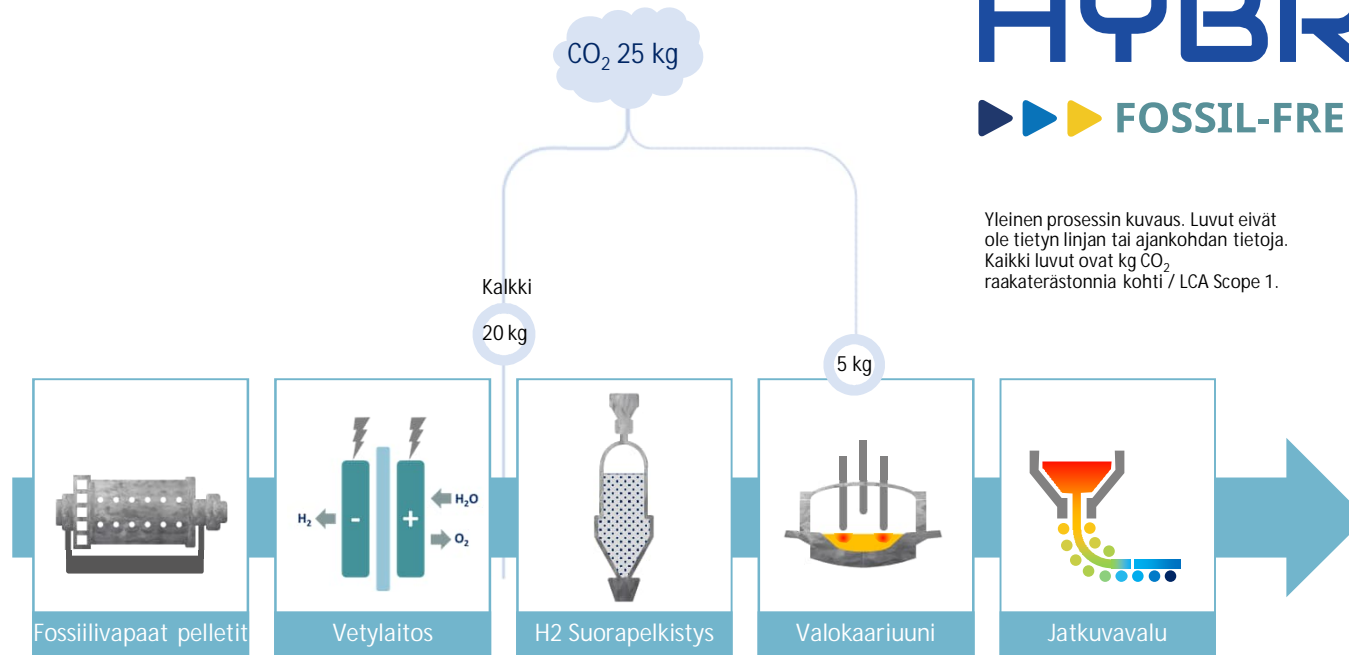 HYBR
FOSSIL-FRE
CO₂ 25 kg
Yleinen prosessin kuvaus. Luvut eivät
ole tietyn linjan tai ajankohdan tietoja.
Kaikki luvut ovat kg CO₂
raakaterästonnia kohti / LCA Scope 1.
Kalkki
20 kg
5 kg
H₂
-
+
H₂O
O₂
Fossiilivapaat pelletit
Vetylaitos
H2 Suorapelkistys
Valokaariuuni
Jatkuvavalu